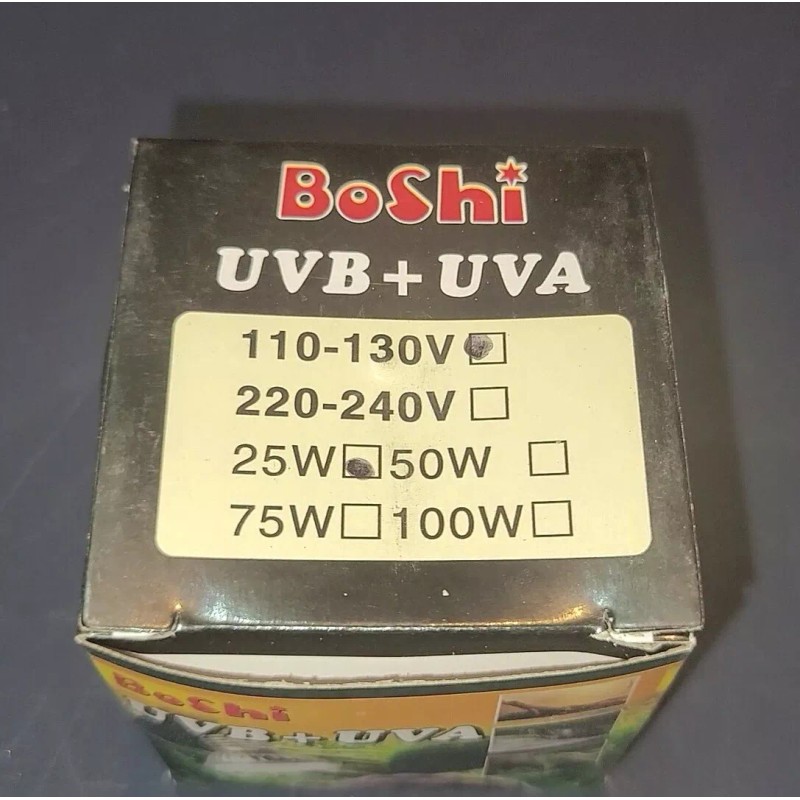 BoShi
UVB+UVA
110-130V
220-240V
25W 50W
75W 100W
BoShi
UVB+UVA